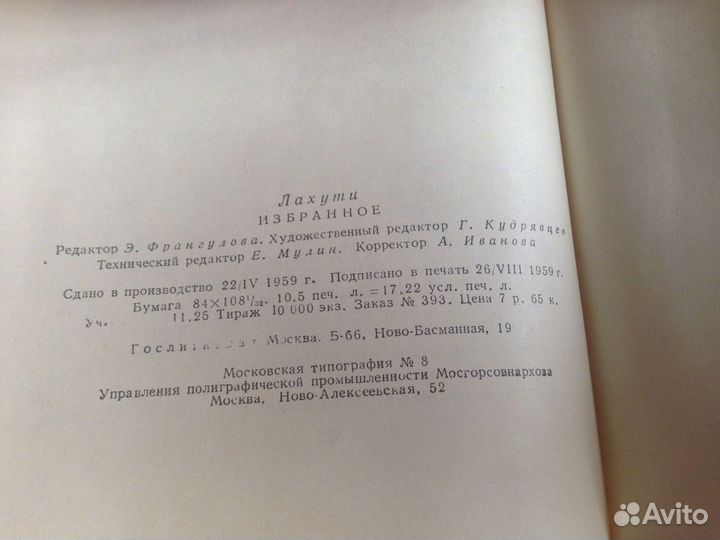 Лахути
ИЗБРАННОЕ
Редактор Э. Франгулова. Художественный редактор Г. Кудрявцев
Технический редактор Е. Мулин. Корректор А. Иванова
Сдано в производство 22/IV 1959 г. Подписано в печать 26/VIII 1959 г.
Бумага 84×108¹/₃₂. 10,5 печ. л. = 17,22 усл. печ. л.
Уч. 11,25 Тираж 10 000 экз. Заказ № 393. Цена 7 р. 65 к.
Москва. Б-66, Ново-Басманная, 19
Московская типография № 8
Управления полиграфической промышленности Мосгорсовнархоза
Москва, Ново-Алексеевская, 52
Avito